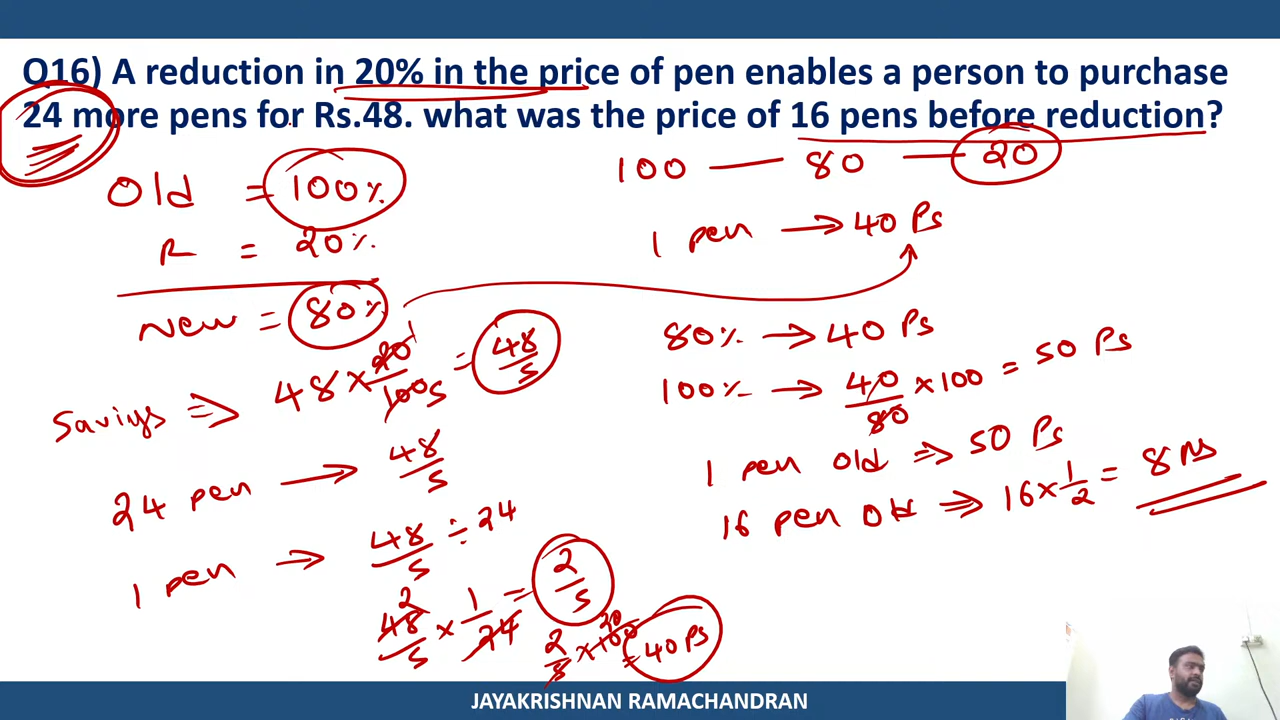 Q16) A reduction in 20% in the price of pen enables a person to purchase
24 more pens for Rs.48. what was the price of 16 pens before reduction?
Old = 100%
R = 20%
New = 80%
Savings => 48 × 20/100 5 = 48/5
24 pen → 48/5
1 pen → 48/5 ÷ 24
48/5 × 1/24 = 2/5
2/5 × 100 = 40 Ps
100 — 80 — 20
1 pen → 40 Ps
80% → 40 Ps
100% → 40/80 × 100 = 50 Ps
1 pen old => 50 Ps
16 pen old => 16 × 1/2 = 8 Rs
JAYAKRISHNAN RAMACHANDRAN